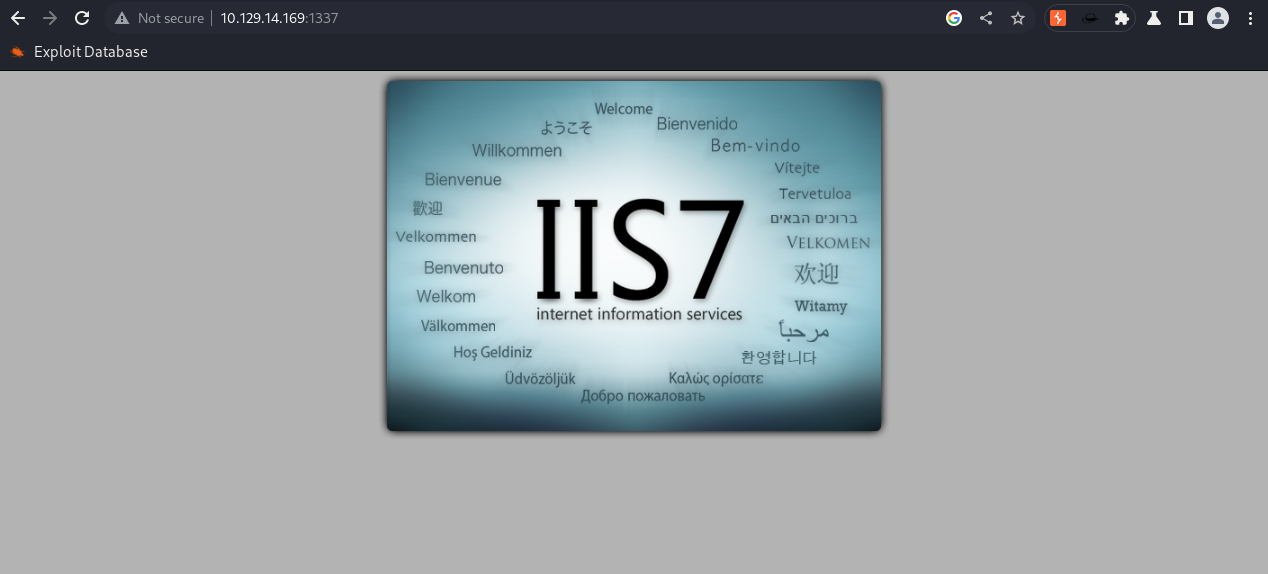 Not secure | 10.129.14.169:1337
Exploit Database
Welcome
ようこそ
Bienvenido
Willkommen
Bem-vindo
Vítejte
Bienvenue
Tervetuloa
歡迎
ברוכים הבאים
Velkommen
VELKOMEN
Benvenuto
欢迎
Welkom
Witamy
Välkommen
مرحباً
Hoş Geldiniz
환영합니다
Üdvözöljük
Καλώς ορίσατε
Добро пожаловать
IIS7
internet information services